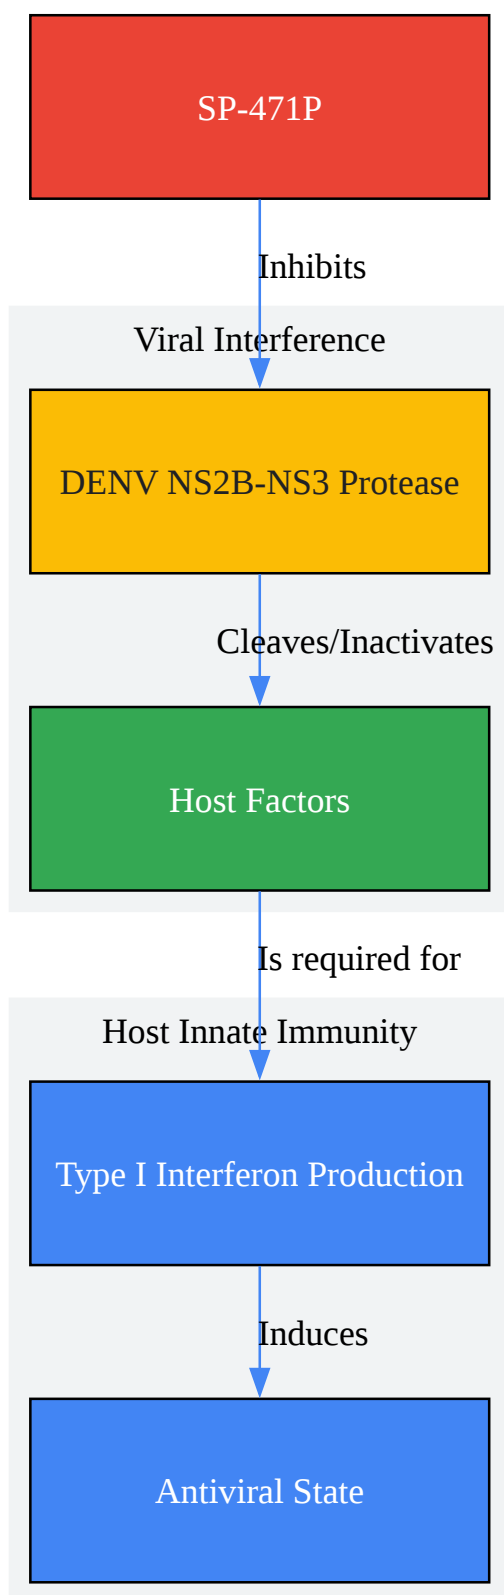 SP-471P
Inhibits
Viral Interference
DENV NS2B-NS3 Protease
Cleaves/Inactivates
Host Factors
Is required for
Host Innate Immunity
Type I Interferon Production
Induces
Antiviral State